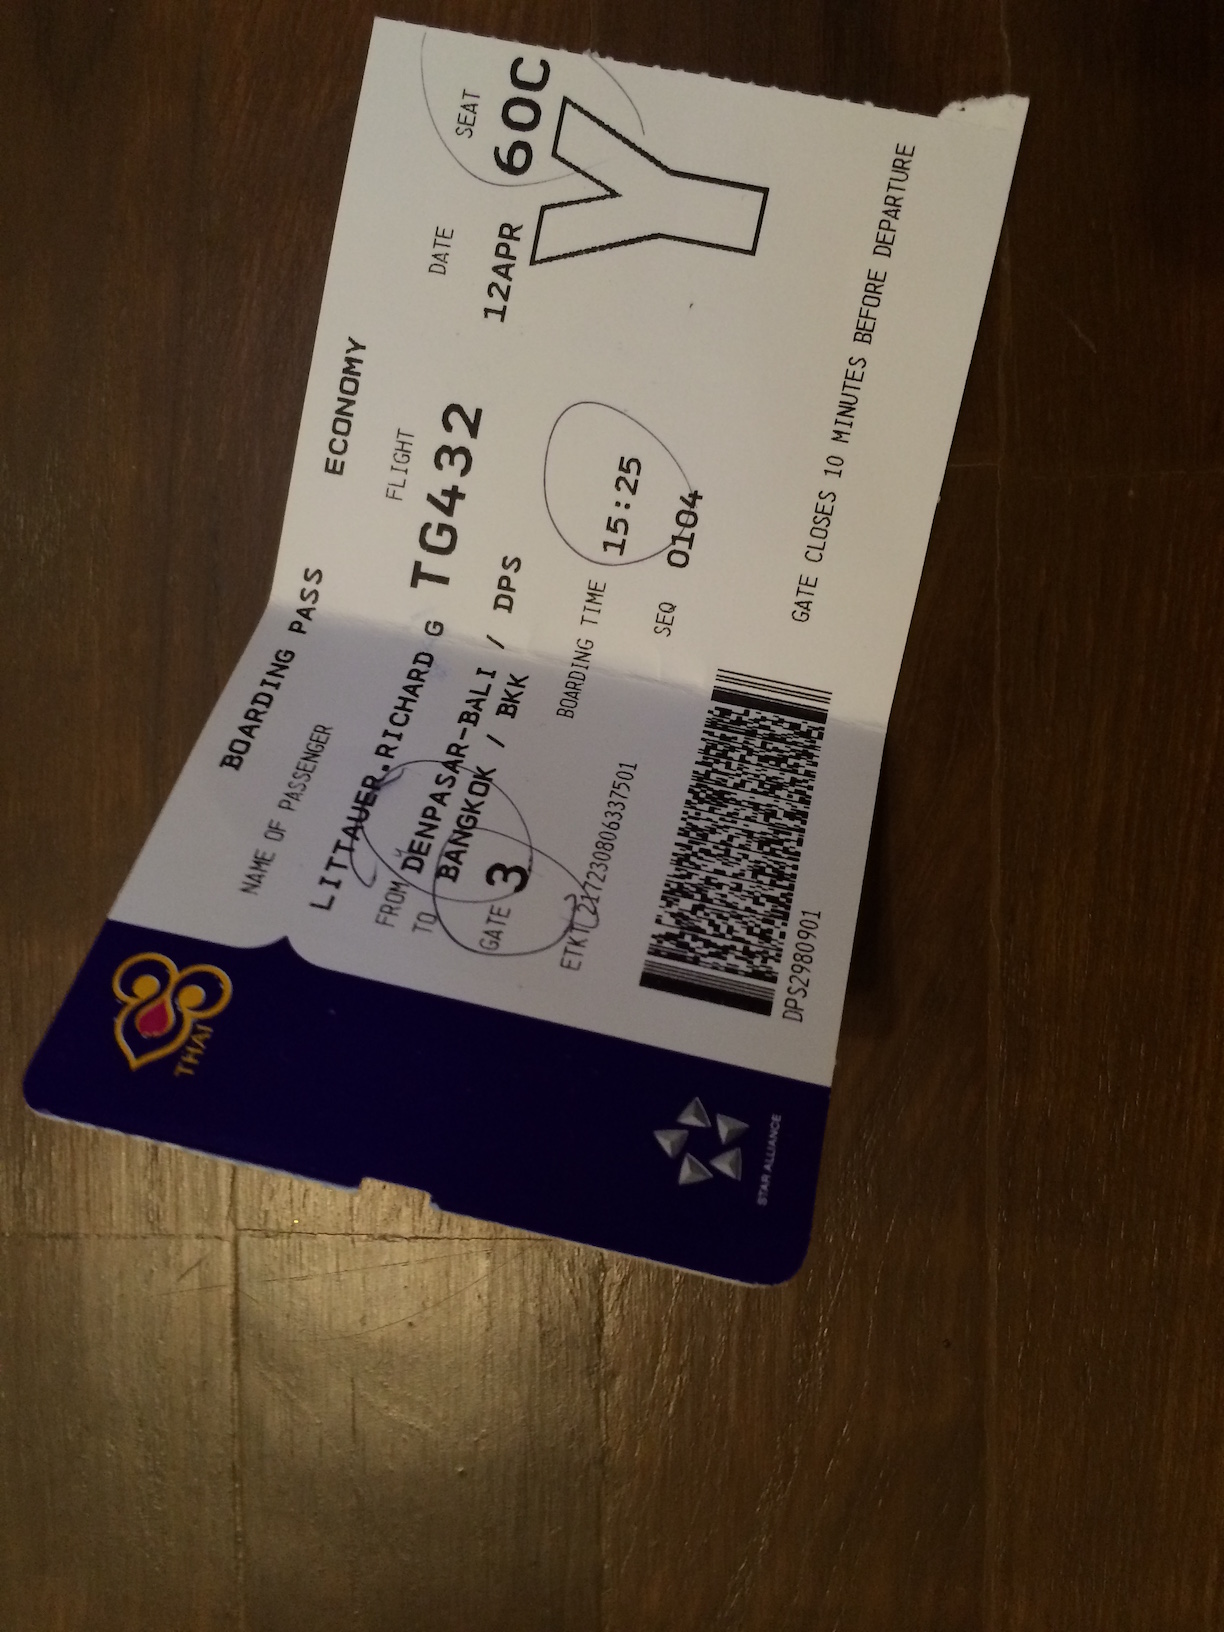 THAI
STAR ALLIANCE
BOARDING PASS ECONOMY
NAME OF PASSENGER FLIGHT DATE SEAT
LITTAUER.RICHARD G TG432 12APR 60C
FROM DENPASAR-BALI / DPS
TO BANGKOK / BKK
Y
GATE 3 BOARDING TIME 15:25
ETKT 217230806337501 SEQ 0104
GATE CLOSES 10 MINUTES BEFORE DEPARTURE
DPS2980901